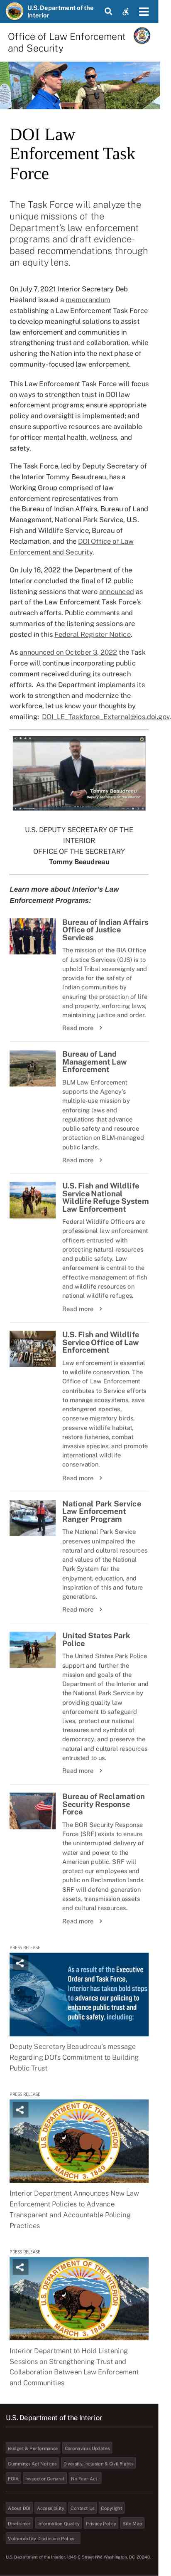 U.S. Department of the
Interior
Office of Law Enforcement
and Security
DOI Law
Enforcement Task
Force
The Task Force will analyze the
unique missions of the
Department's law enforcement
programs and draft evidence-
based recommendations through
an equity lens.
On July 7, 2021 Interior Secretary Deb
Haaland issued a memorandum
establishing a Law Enforcement Task Force
to develop meaningful solutions to assist
law enforcement and communities in
strengthening trust and collaboration, while
ushering the Nation into the next phase of
community-focused law enforcement.
This Law Enforcement Task Force will focus
on ways to strengthen trust in DOI law
enforcement programs; ensure appropriate
policy and oversight is implemented; and
ensure supportive resources are available
for officer mental health, wellness, and
safety.
The Task Force, led by Deputy Secretary of
the Interior Tommy Beaudreau, has a
Working Group comprised of law
enforcement representatives from
the Bureau of Indian Affairs, Bureau of Land
Management, National Park Service, U.S.
Fish and Wildlife Service, Bureau of
Reclamation, and the DOI Office of Law
Enforcement and Security.
On July 16, 2022 the Department of the
Interior concluded the final of 12 public
listening sessions that were announced as
part of the Law Enforcement Task Force's
outreach efforts. Public comments and
summaries of the listening sessions were
posted in this Federal Register Notice.
As announced on October 3, 2022 the Task
Force will continue incorporating public
comment received during its outreach
efforts.  As the Department implements its
work to strengthen and modernize the
workforce, let us know your thoughts by
emailing:  DOI_LE_Taskforce_External@ios.doi.gov.
Tommy Beaudreau
U.S. DEPUTY SECRETARY OF THE
INTERIOR
OFFICE OF THE SECRETARY
Tommy Beaudreau
Learn more about Interior's Law
Enforcement Programs:
Bureau of Indian Affairs
Office of Justice
Services
The mission of the BIA Office
of Justice Services (OJS) is to
uphold Tribal sovereignty and
provide for the safety of
Indian communities by
ensuring the protection of life
and property, enforcing laws,
maintaining justice and order.
Read more >
Bureau of Land
Management Law
Enforcement
BLM Law Enforcement
supports the Agency's
multiple-use mission by
enforcing laws and
regulations that advance
public safety and resource
protection on BLM-managed
public lands.
Read more >
U.S. Fish and Wildlife
Service National
Wildlife Refuge System
Law Enforcement
Federal Wildlife Officers are
professional law enforcement
officers entrusted with
protecting natural resources
and public safety. Law
enforcement is central to the
effective management of fish
and wildlife resources on
national wildlife refuges.
Read more >
U.S. Fish and Wildlife
Service Office of Law
Enforcement
Law enforcement is essential
to wildlife conservation. The
Office of Law Enforcement
contributes to Service efforts
to manage ecosystems, save
endangered species,
conserve migratory birds,
preserve wildlife habitat,
restore fisheries, combat
invasive species, and promote
international wildlife
conservation.
Read more >
National Park Service
Law Enforcement
Ranger Program
The National Park Service
preserves unimpaired the
natural and cultural resources
and values of the National
Park System for the
enjoyment, education, and
inspiration of this and future
generations.
Read more >
United States Park
Police
The United States Park Police
support and further the
mission and goals of the
Department of the Interior and
the National Park Service by
providing quality law
enforcement to safeguard
lives, protect our national
treasures and symbols of
democracy, and preserve the
natural and cultural resources
entrusted to us.
Read more >
Bureau of Reclamation
Security Response
Force
The BOR Security Response
Force (SRF) exists to ensure
the uninterrupted delivery of
water and power to the
American public. SRF will
protect our employees and
public on Reclamation lands.
SRF will defend generation
assets, transmission assets
and cultural resources.
Read more >
PRESS RELEASE
As a result of the Executive
Order and Task Force,
Interior has taken bold steps
to advance our policing to
enhance public trust and
public safety, including:
Deputy Secretary Beaudreau's message
Regarding DOI's Commitment to Building
Public Trust
PRESS RELEASE
U.S. DEPARTMENT OF THE INTERIOR
MARCH 3, 1849
Interior Department Announces New Law
Enforcement Policies to Advance
Transparent and Accountable Policing
Practices
PRESS RELEASE
U.S. DEPARTMENT OF THE INTERIOR
MARCH 3, 1849
Interior Department to Hold Listening
Sessions on Strengthening Trust and
Collaboration Between Law Enforcement
and Communities
U.S. Department of the Interior
Budget & Performance Coronavirus Updates
Cummings Act Notices Diversity, Inclusion & Civil Rights
FOIA Inspector General No Fear Act
About DOI Accessibility Contact Us Copyright
Disclaimer Information Quality Privacy Policy Site Map
Vulnerability Disclosure Policy
U.S. Department of the Interior, 1849 C Street NW, Washington, DC 20240.